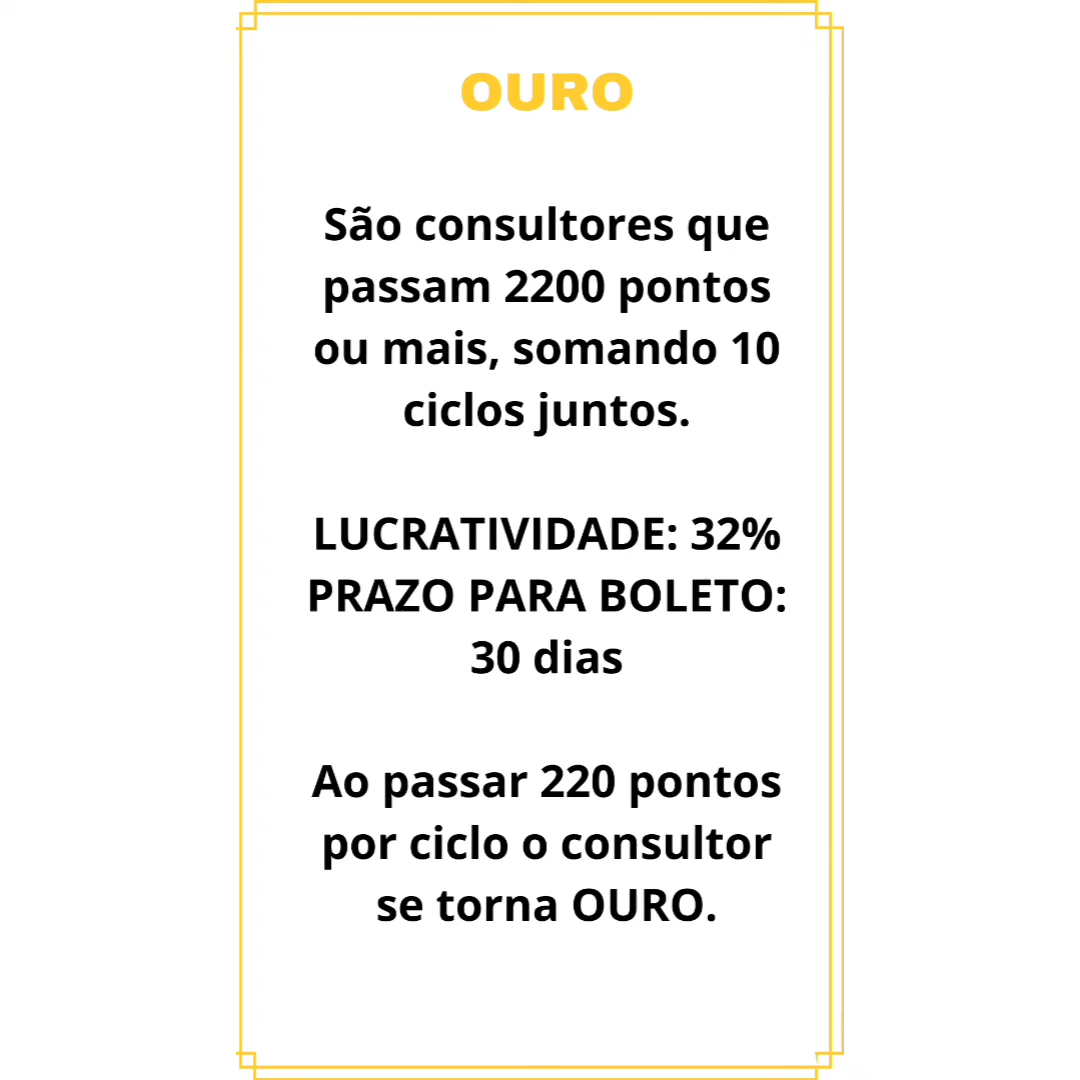 OURO
São consultores que
passam 2200 pontos
ou mais, somando 10
ciclos juntos.
LUCRATIVIDADE: 32%
PRAZO PARA BOLETO:
30 dias
Ao passar 220 pontos
por ciclo o consultor
se torna OURO.